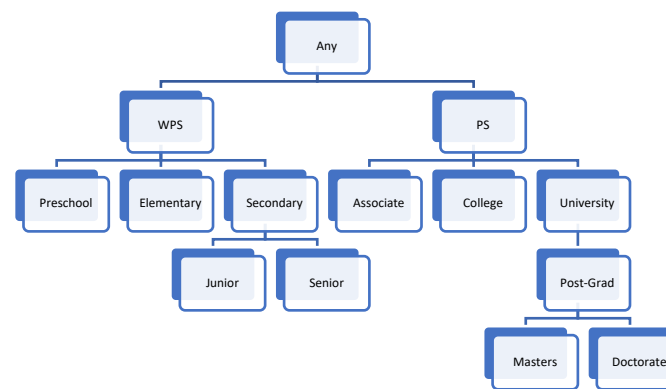 Any
WPS
PS
Preschool
Elementary
Secondary
Associate
College
University
Junior
Senior
Post-Grad
Masters
Doctorate